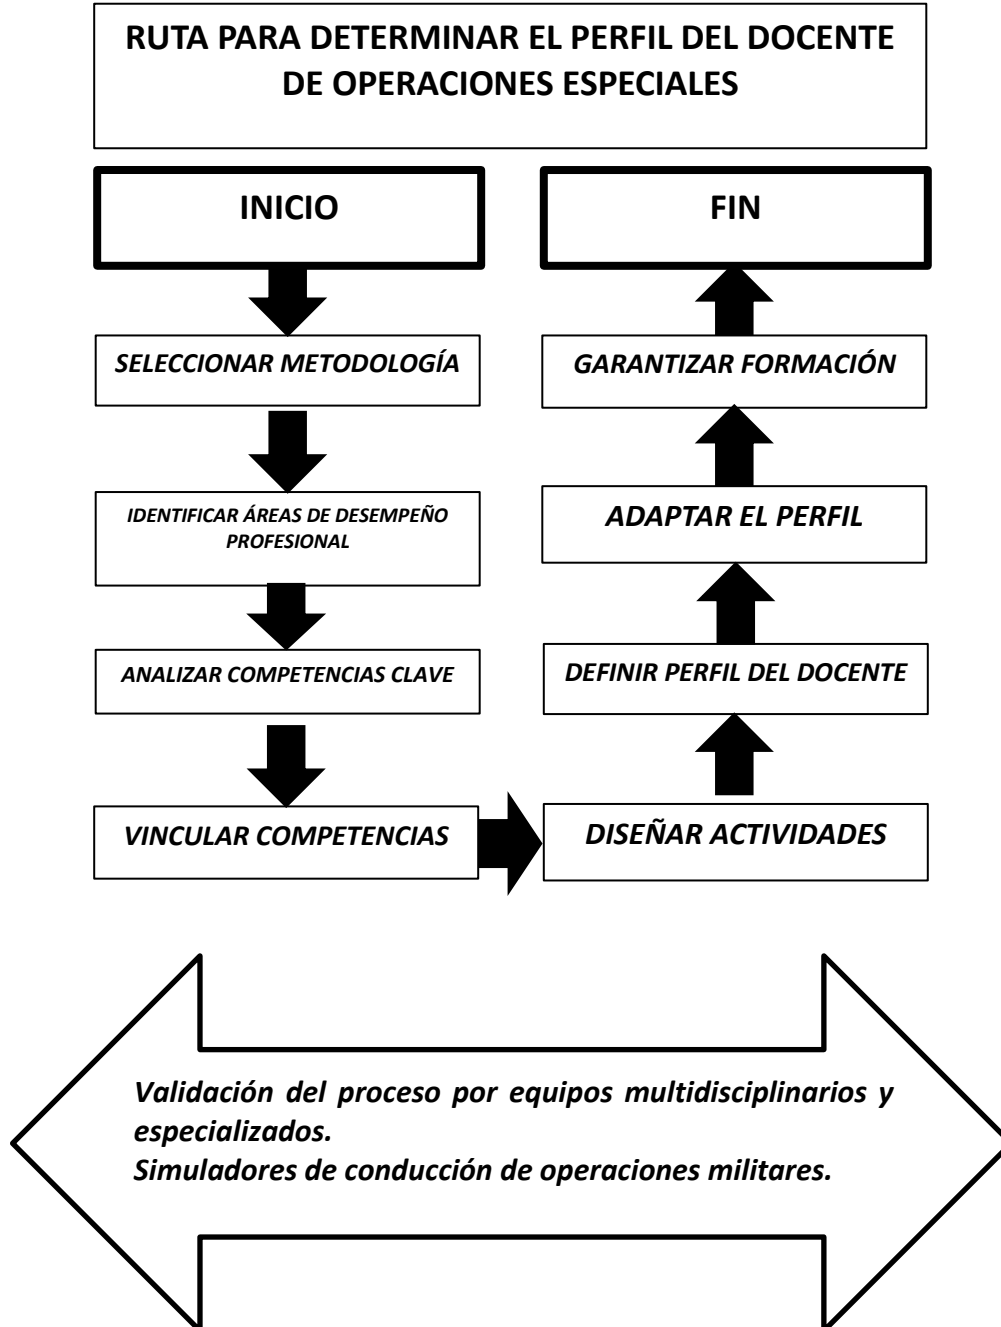 RUTA PARA DETERMINAR EL PERFIL DEL DOCENTE
DE OPERACIONES ESPECIALES
INICIO
SELECCIONAR METODOLOGÍA
IDENTIFICAR ÁREAS DE DESEMPEÑO
PROFESIONAL
ANALIZAR COMPETENCIAS CLAVE
VINCULAR COMPETENCIAS
DISEÑAR ACTIVIDADES
DEFINIR PERFIL DEL DOCENTE
ADAPTAR EL PERFIL
GARANTIZAR FORMACIÓN
FIN
Validación del proceso por equipos multidisciplinarios y
especializados.
Simuladores de conducción de operaciones militares.